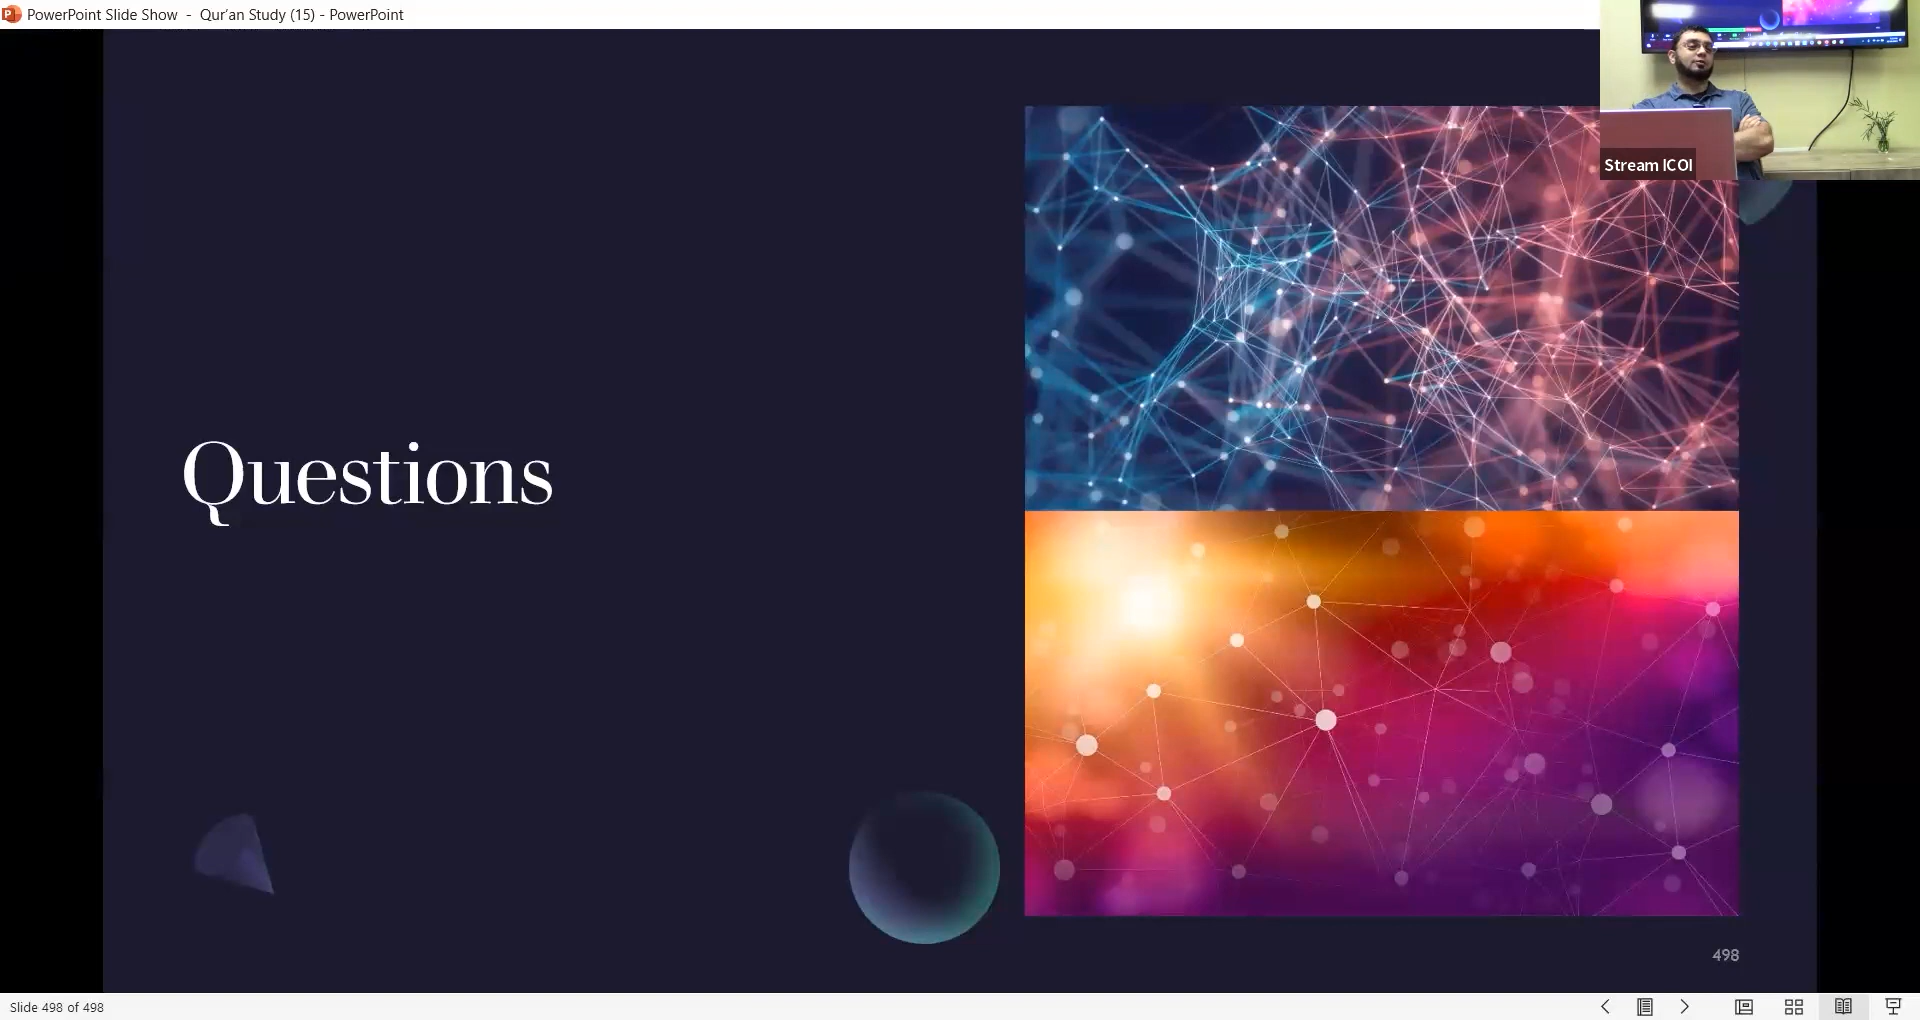 PowerPoint Slide Show - Qur’an Study (15) - PowerPoint
Stream ICOI
Questions
498
Slide 498 of 498